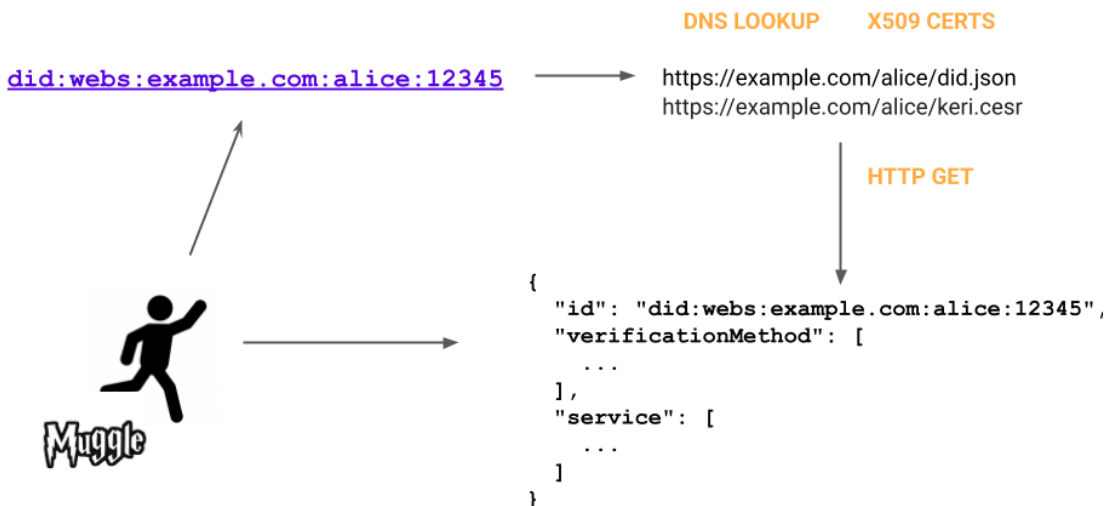 DNS LOOKUP X509 CERTS
did:webs:example.com:alice:12345
https://example.com/alice/did.json
https://example.com/alice/keri.cesr
HTTP GET
{
"id": "did:webs:example.com:alice:12345",
"verificationMethod": [
...
],
"service": [
...
]
}
Muggle